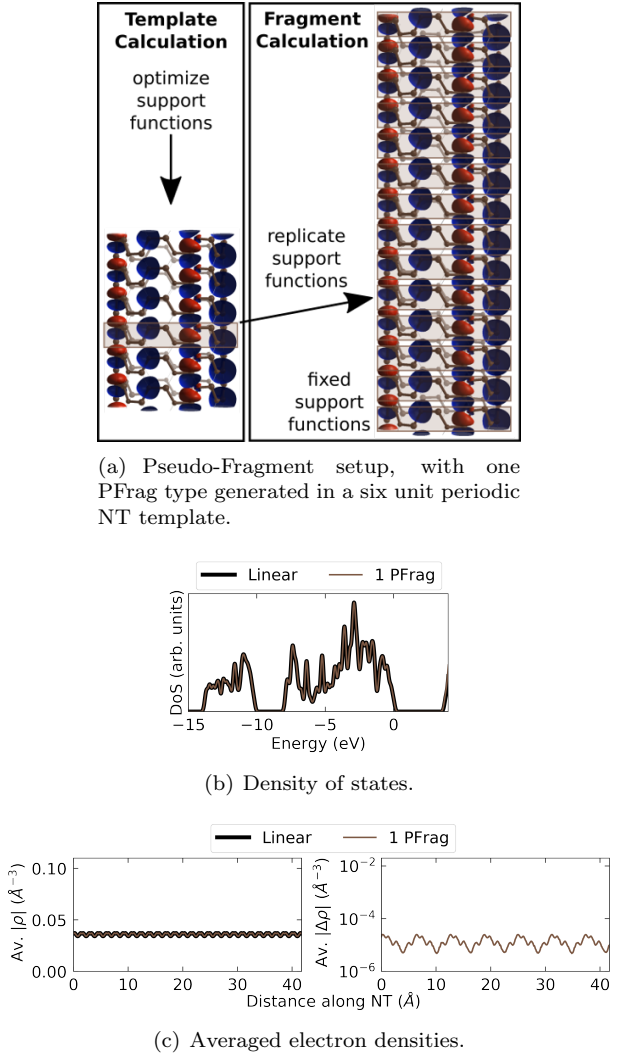 Template
Calculation
optimize
support
functions
Fragment
Calculation
replicate
support
functions
fixed
support
functions
(a) Pseudo-Fragment setup, with one
PFrag type generated in a six unit periodic
NT template.
Linear 1 PFrag
DoS (arb. units)
−15 −10 −5 0
Energy (eV)
(b) Density of states.
Linear 1 PFrag
Av. |ρ| (Å⁻³)
0.10
0.05
0.00
0 10 20 30 40
Av. |Δρ| (Å⁻³)
10⁻²
10⁻⁴
10⁻⁶
0 10 20 30 40
Distance along NT (Å)
(c) Averaged electron densities.